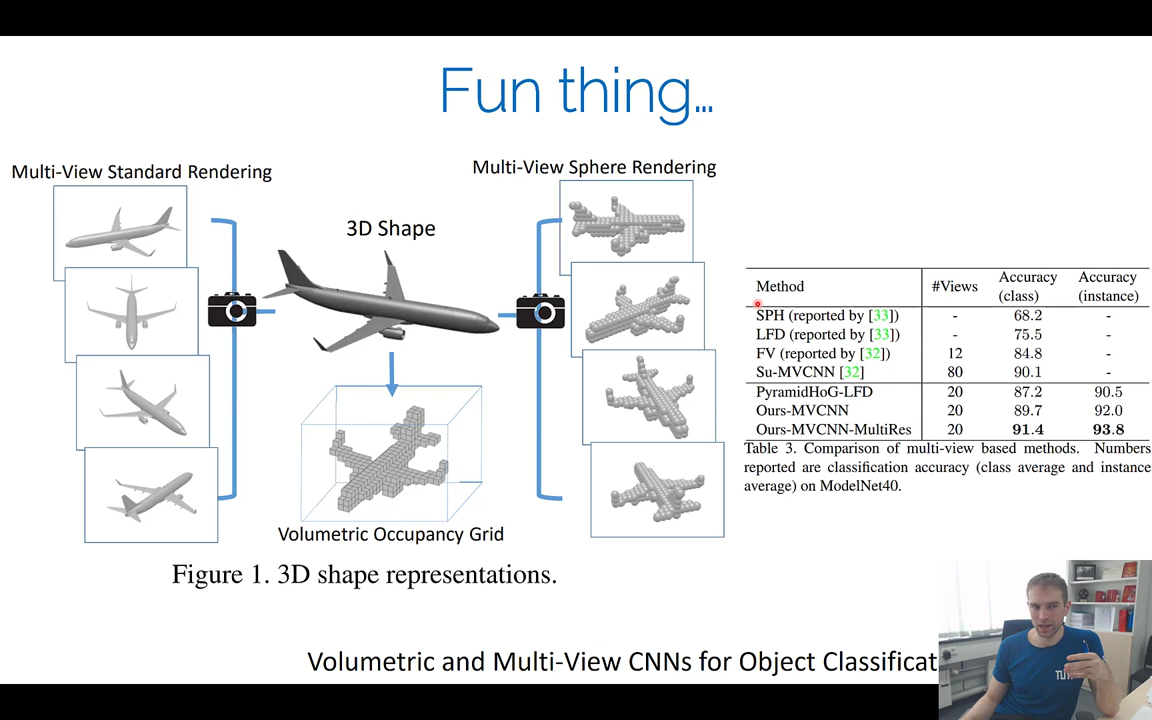 Fun thing...
Multi-View Standard Rendering
3D Shape
Multi-View Sphere Rendering
Volumetric Occupancy Grid
Figure 1. 3D shape representations.
Method #Views Accuracy (class) Accuracy (instance)
SPH (reported by [33]) - 68.2 -
LFD (reported by [33]) - 75.5 -
FV (reported by [32]) 12 84.8 -
Su-MVCNN [32] 80 90.1 -
PyramidHoG-LFD 20 87.2 90.5
Ours-MVCNN 20 89.7 92.0
Ours-MVCNN-MultiRes 20 91.4 93.8
Table 3. Comparison of multi-view based methods. Numbers
reported are classification accuracy (class average and instance
average) on ModelNet40.
Volumetric and Multi-View CNNs for Object Classificat